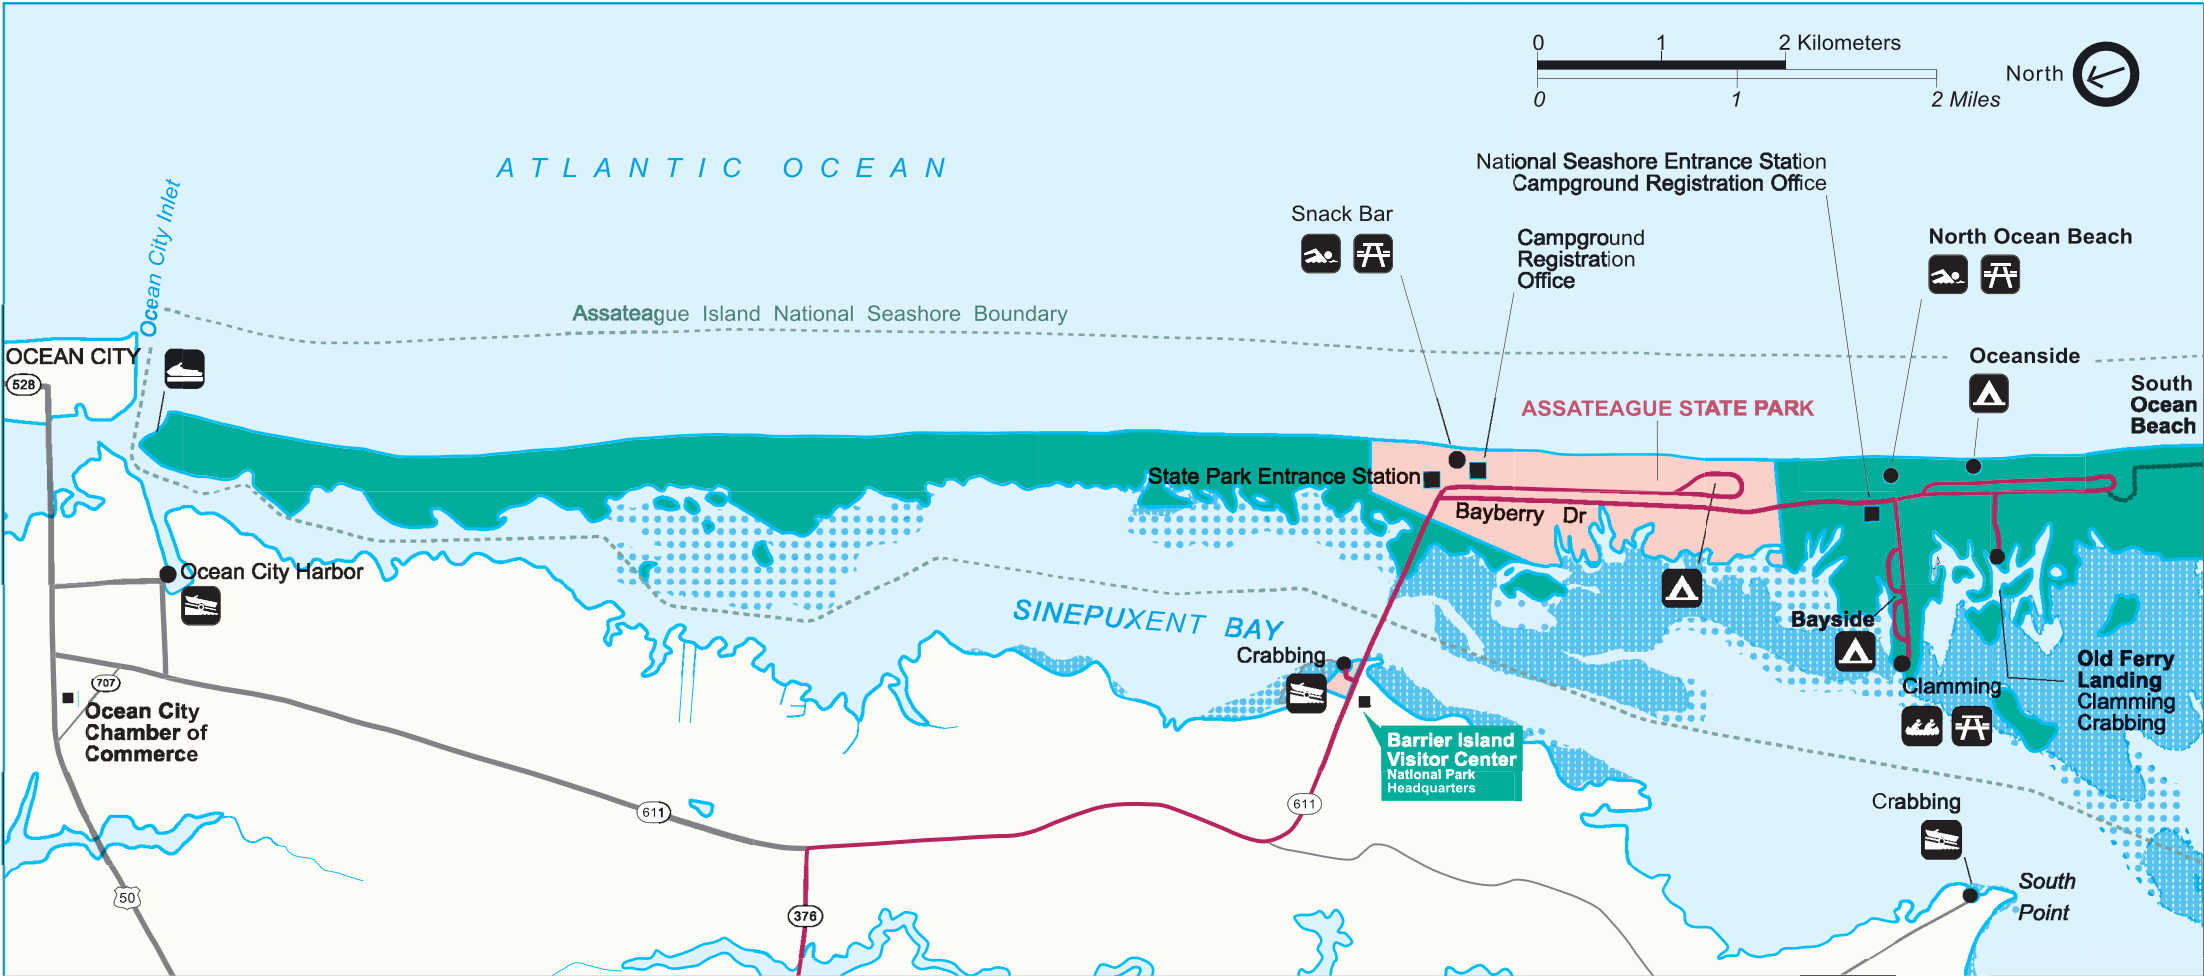 0 1 2 Kilometers
0 1 2 Miles
North
ATLANTIC OCEAN
Ocean City Inlet
National Seashore Entrance Station
Campground Registration Office
Snack Bar
Campground
Registration
Office
North Ocean Beach
Assateague Island National Seashore Boundary
OCEAN CITY
528
Oceanside
South
Ocean
Beach
ASSATEAGUE STATE PARK
State Park Entrance Station
Bayberry Dr
Ocean City Harbor
SINEPUXENT BAY
Crabbing
Bayside
Clamming
Old Ferry
Landing
Clamming
Crabbing
707
Ocean City
Chamber of
Commerce
Barrier Island
Visitor Center
National Park
Headquarters
611
611
Crabbing
South
Point
50
376